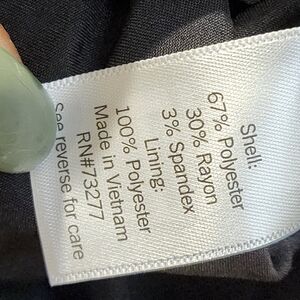 Shell:
67% Polyester
30% Rayon
3% Spandex
Lining:
100% Polyester
Made in Vietnam
RN#73277
See reverse for care